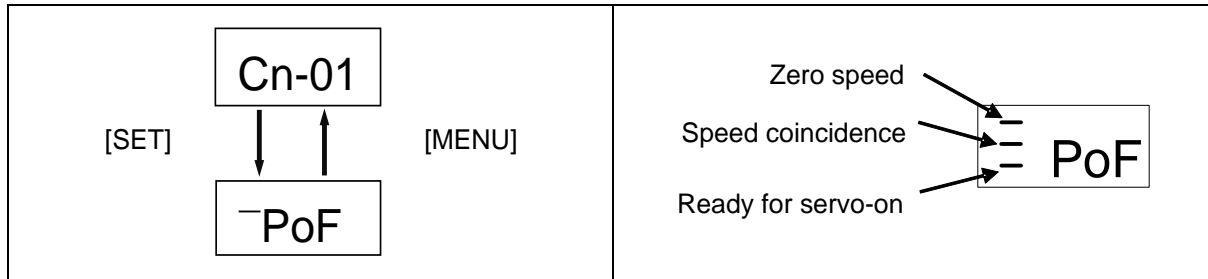 Cn-01
[SET] [MENU]
¯PoF
Zero speed
Speed coincidence
PoF
Ready for servo-on